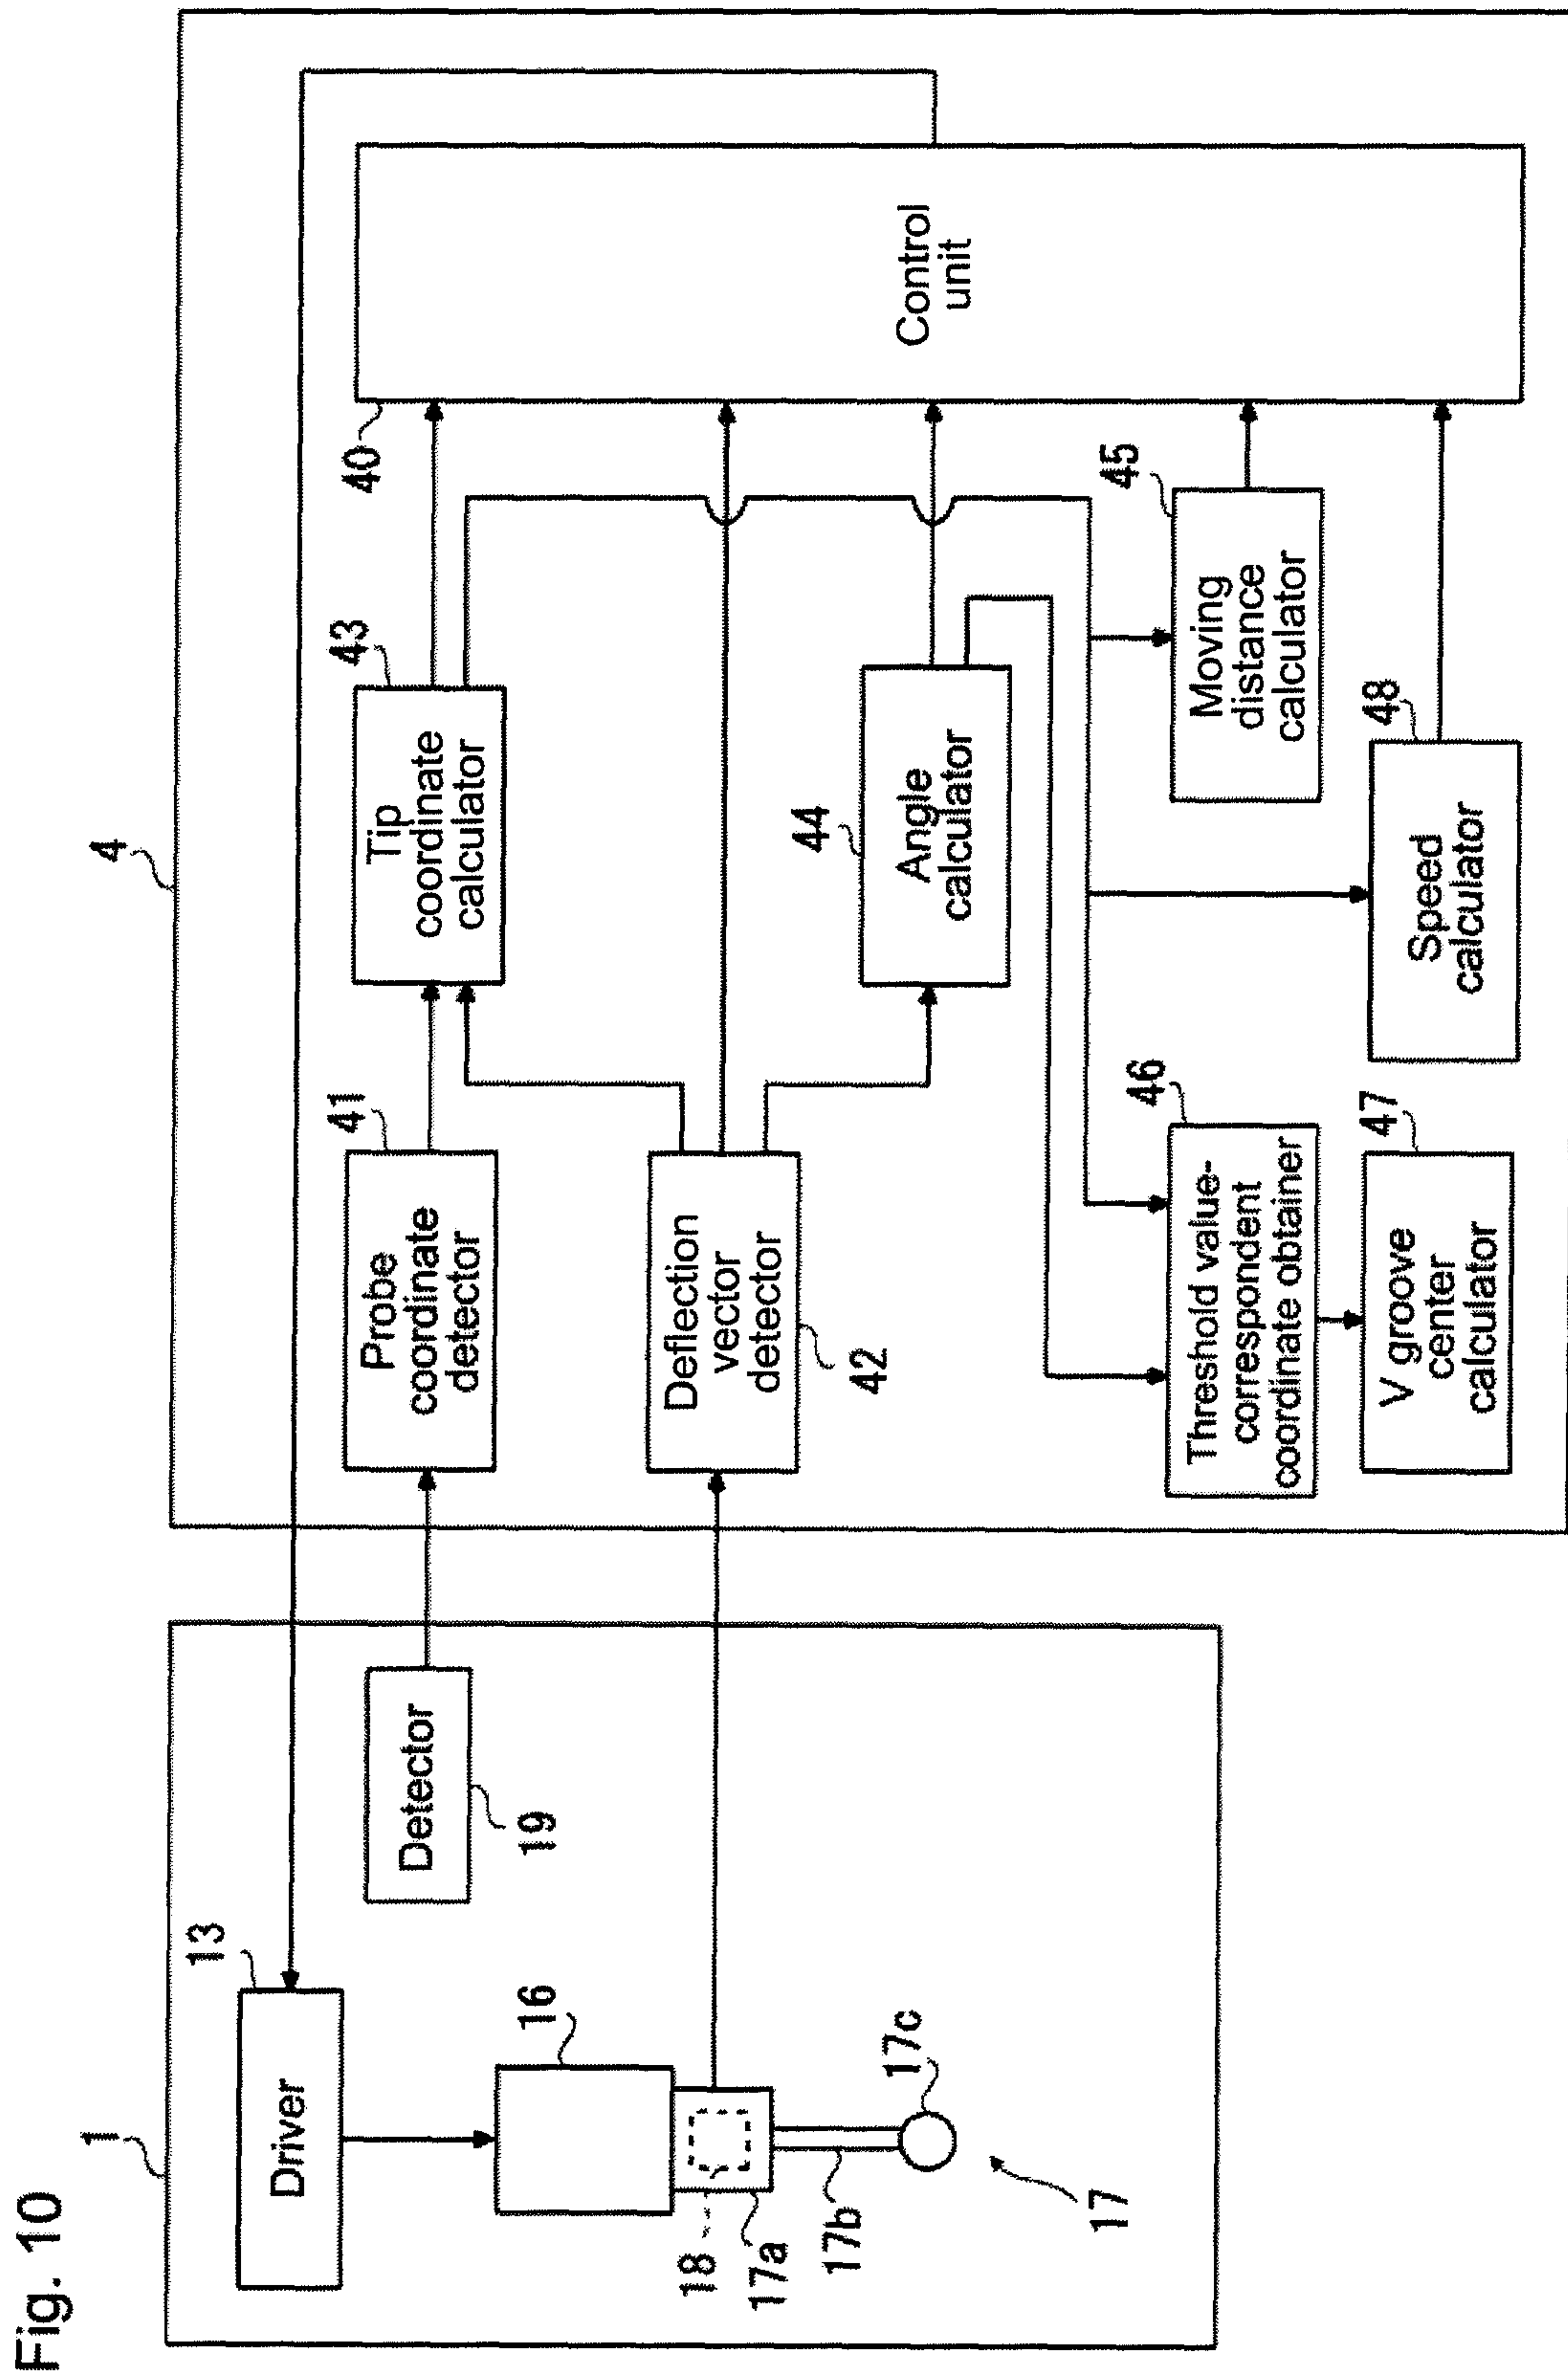 Fig. 10
1
13
Driver
16
18
17a
17b
17c
17
Detector
19
4
41
Probe
coordinate
detector
Deflection
vector
detector
42
43
Tip
coordinate
calculator
44
Angle
calculator
40
Control
unit
45
Moving
distance
calculator
46
Threshold value-
correspondent
coordinate obtainer
47
V groove
center
calculator
48
Speed
calculator